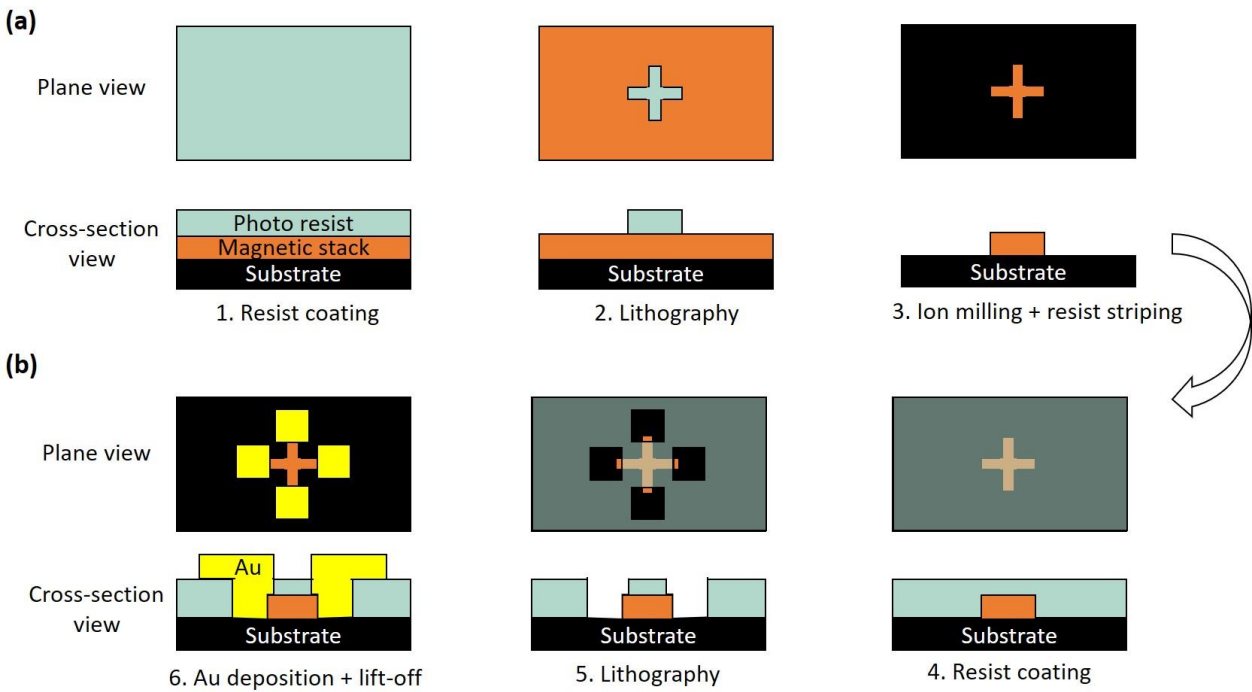 (a)
Plane view
Cross-section
view
Photo resist
Magnetic stack
Substrate
1. Resist coating
2. Lithography
Substrate
3. Ion milling + resist striping
(b)
Plane view
Cross-section
view
Au
Substrate
6. Au deposition + lift-off
Substrate
5. Lithography
Substrate
4. Resist coating